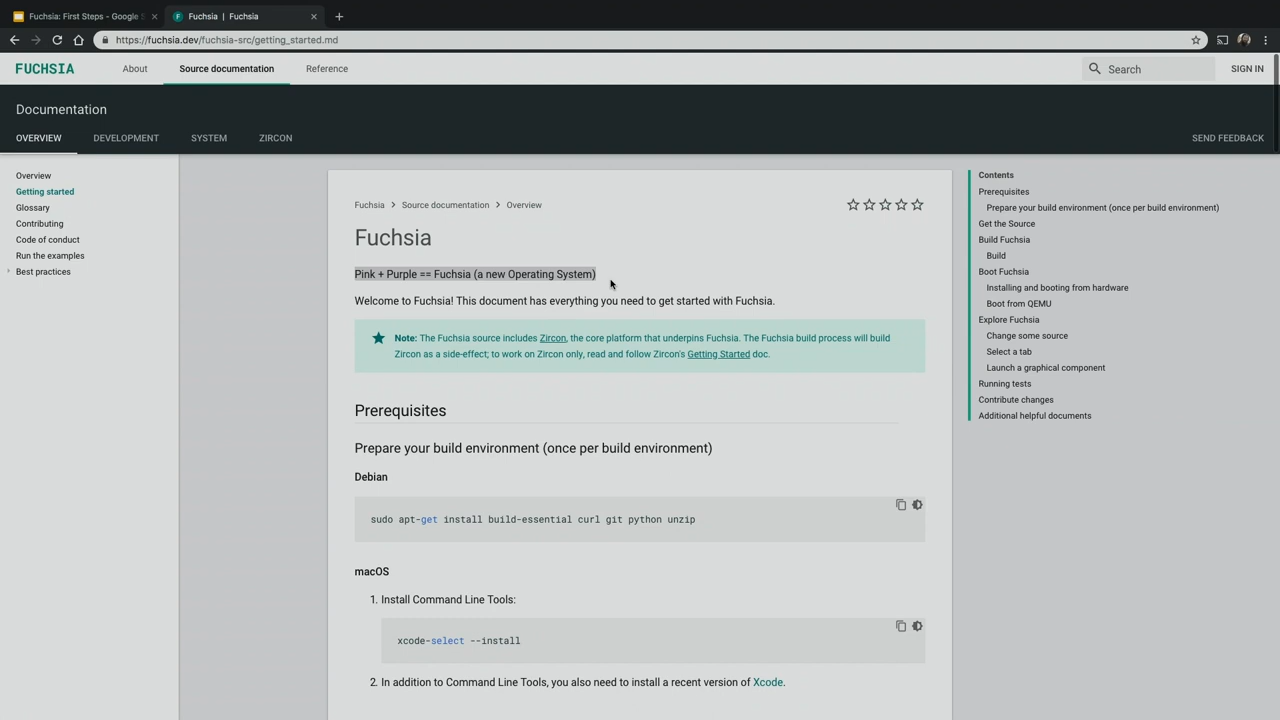 Fuchsia: First Steps - Google S
Fuchsia | Fuchsia
https://fuchsia.dev/fuchsia-src/getting_started.md
FUCHSIA
About
Source documentation
Reference
Search
SIGN IN
Documentation
OVERVIEW
DEVELOPMENT
SYSTEM
ZIRCON
SEND FEEDBACK
Overview
Getting started
Glossary
Contributing
Code of conduct
Run the examples
Best practices
Fuchsia > Source documentation > Overview
Fuchsia
Pink + Purple == Fuchsia (a new Operating System)
Welcome to Fuchsia! This document has everything you need to get started with Fuchsia.
Note: The Fuchsia source includes Zircon, the core platform that underpins Fuchsia. The Fuchsia build process will build
Zircon as a side-effect; to work on Zircon only, read and follow Zircon's Getting Started doc.
Prerequisites
Prepare your build environment (once per build environment)
Debian
sudo apt-get install build-essential curl git python unzip
macOS
1. Install Command Line Tools:
xcode-select --install
2. In addition to Command Line Tools, you also need to install a recent version of Xcode.
Contents
Prerequisites
Prepare your build environment (once per build environment)
Get the Source
Build Fuchsia
Build
Boot Fuchsia
Installing and booting from hardware
Boot from QEMU
Explore Fuchsia
Change some source
Select a tab
Launch a graphical component
Running tests
Contribute changes
Additional helpful documents